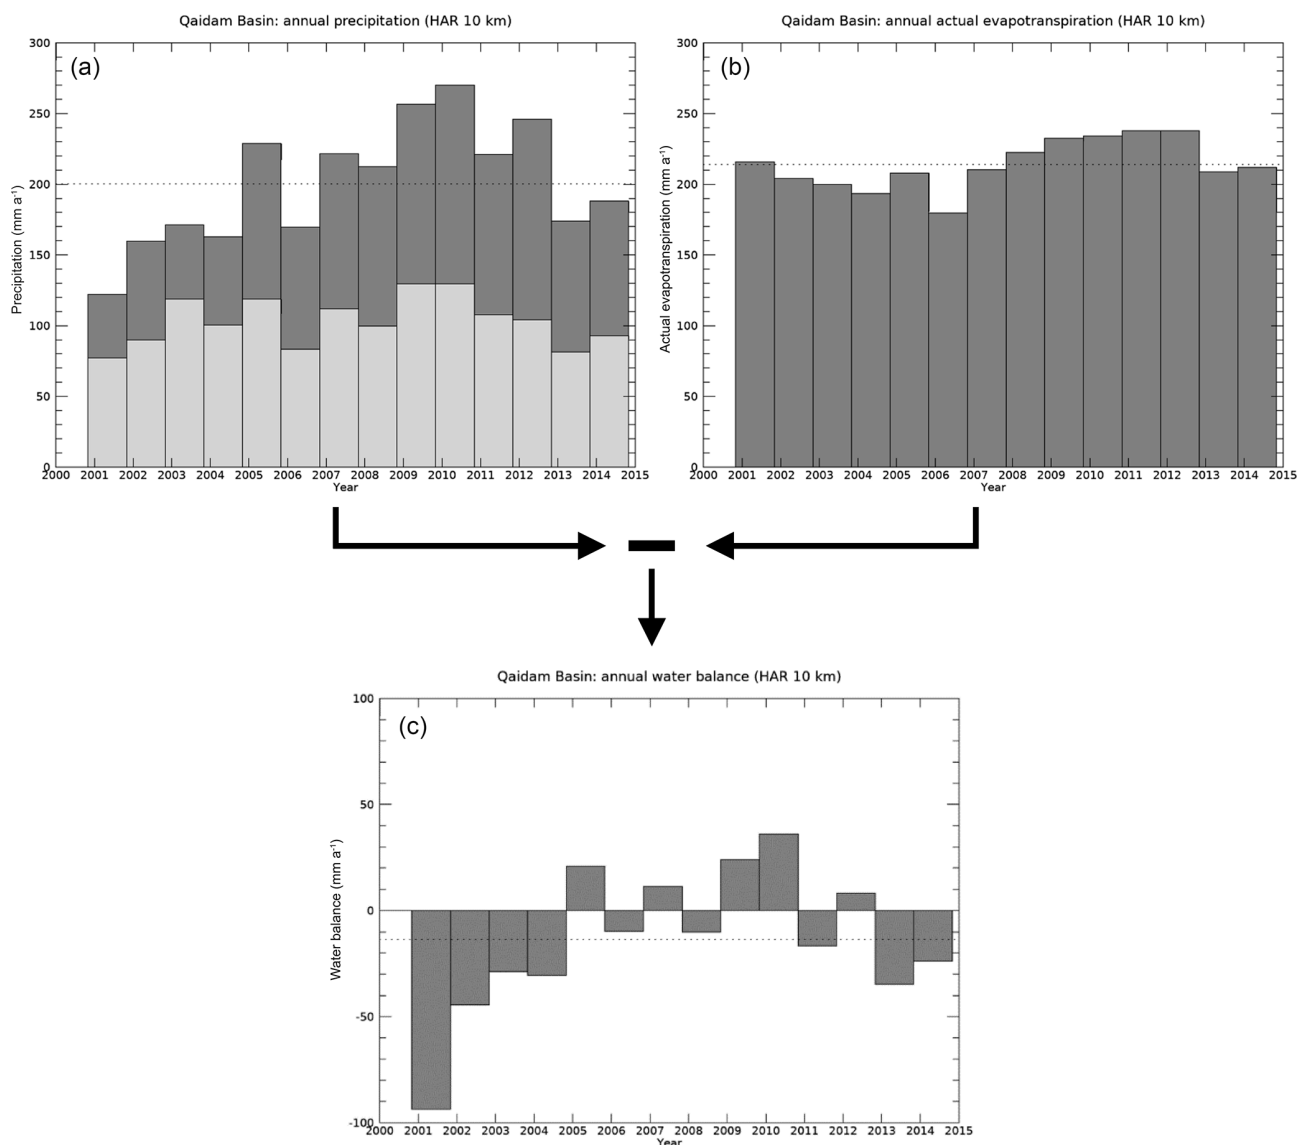 Qaidam Basin: annual precipitation (HAR 10 km)
(a)
Precipitation (mm a⁻¹)
300
250
200
150
100
50
0
2000 2001 2002 2003 2004 2005 2006 2007 2008 2009 2010 2011 2012 2013 2014 2015
Year
Qaidam Basin: annual actual evapotranspiration (HAR 10 km)
(b)
Actual evapotranspiration (mm a⁻¹)
300
250
200
150
100
50
0
2000 2001 2002 2003 2004 2005 2006 2007 2008 2009 2010 2011 2012 2013 2014 2015
Year
Qaidam Basin: annual water balance (HAR 10 km)
(c)
Water balance (mm a⁻¹)
100
50
0
-50
-100
2000 2001 2002 2003 2004 2005 2006 2007 2008 2009 2010 2011 2012 2013 2014 2015
Year